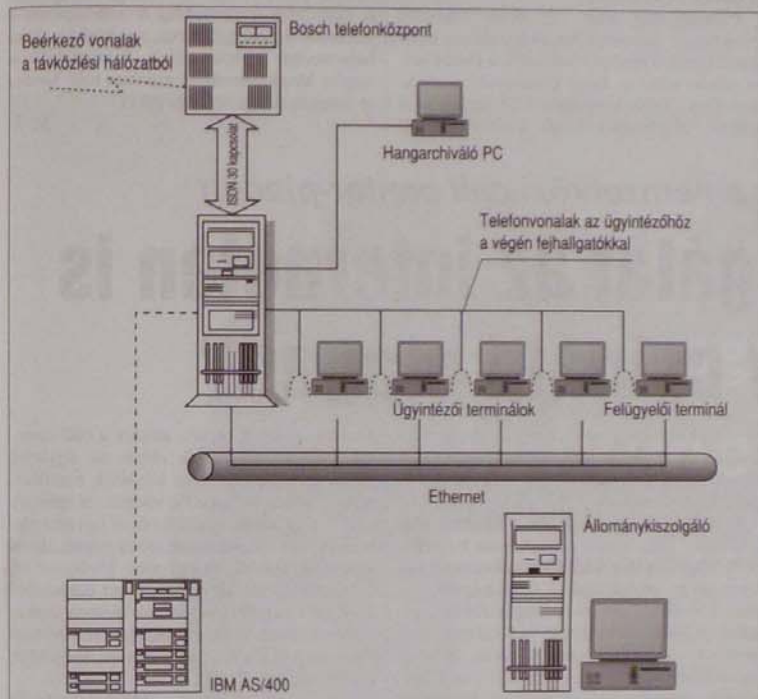 Bosch telefonközpont
Beérkező vonalak
a távközlési hálózatból
ISDN 30 kapcsolat
Hangarchiváló PC
Telefonvonalak az ügyintézőhöz
a végén fejhallgatókkal
Ügyintézői terminálok
Felügyelői terminál
Ethernet
Állománykiszolgáló
IBM AS/400